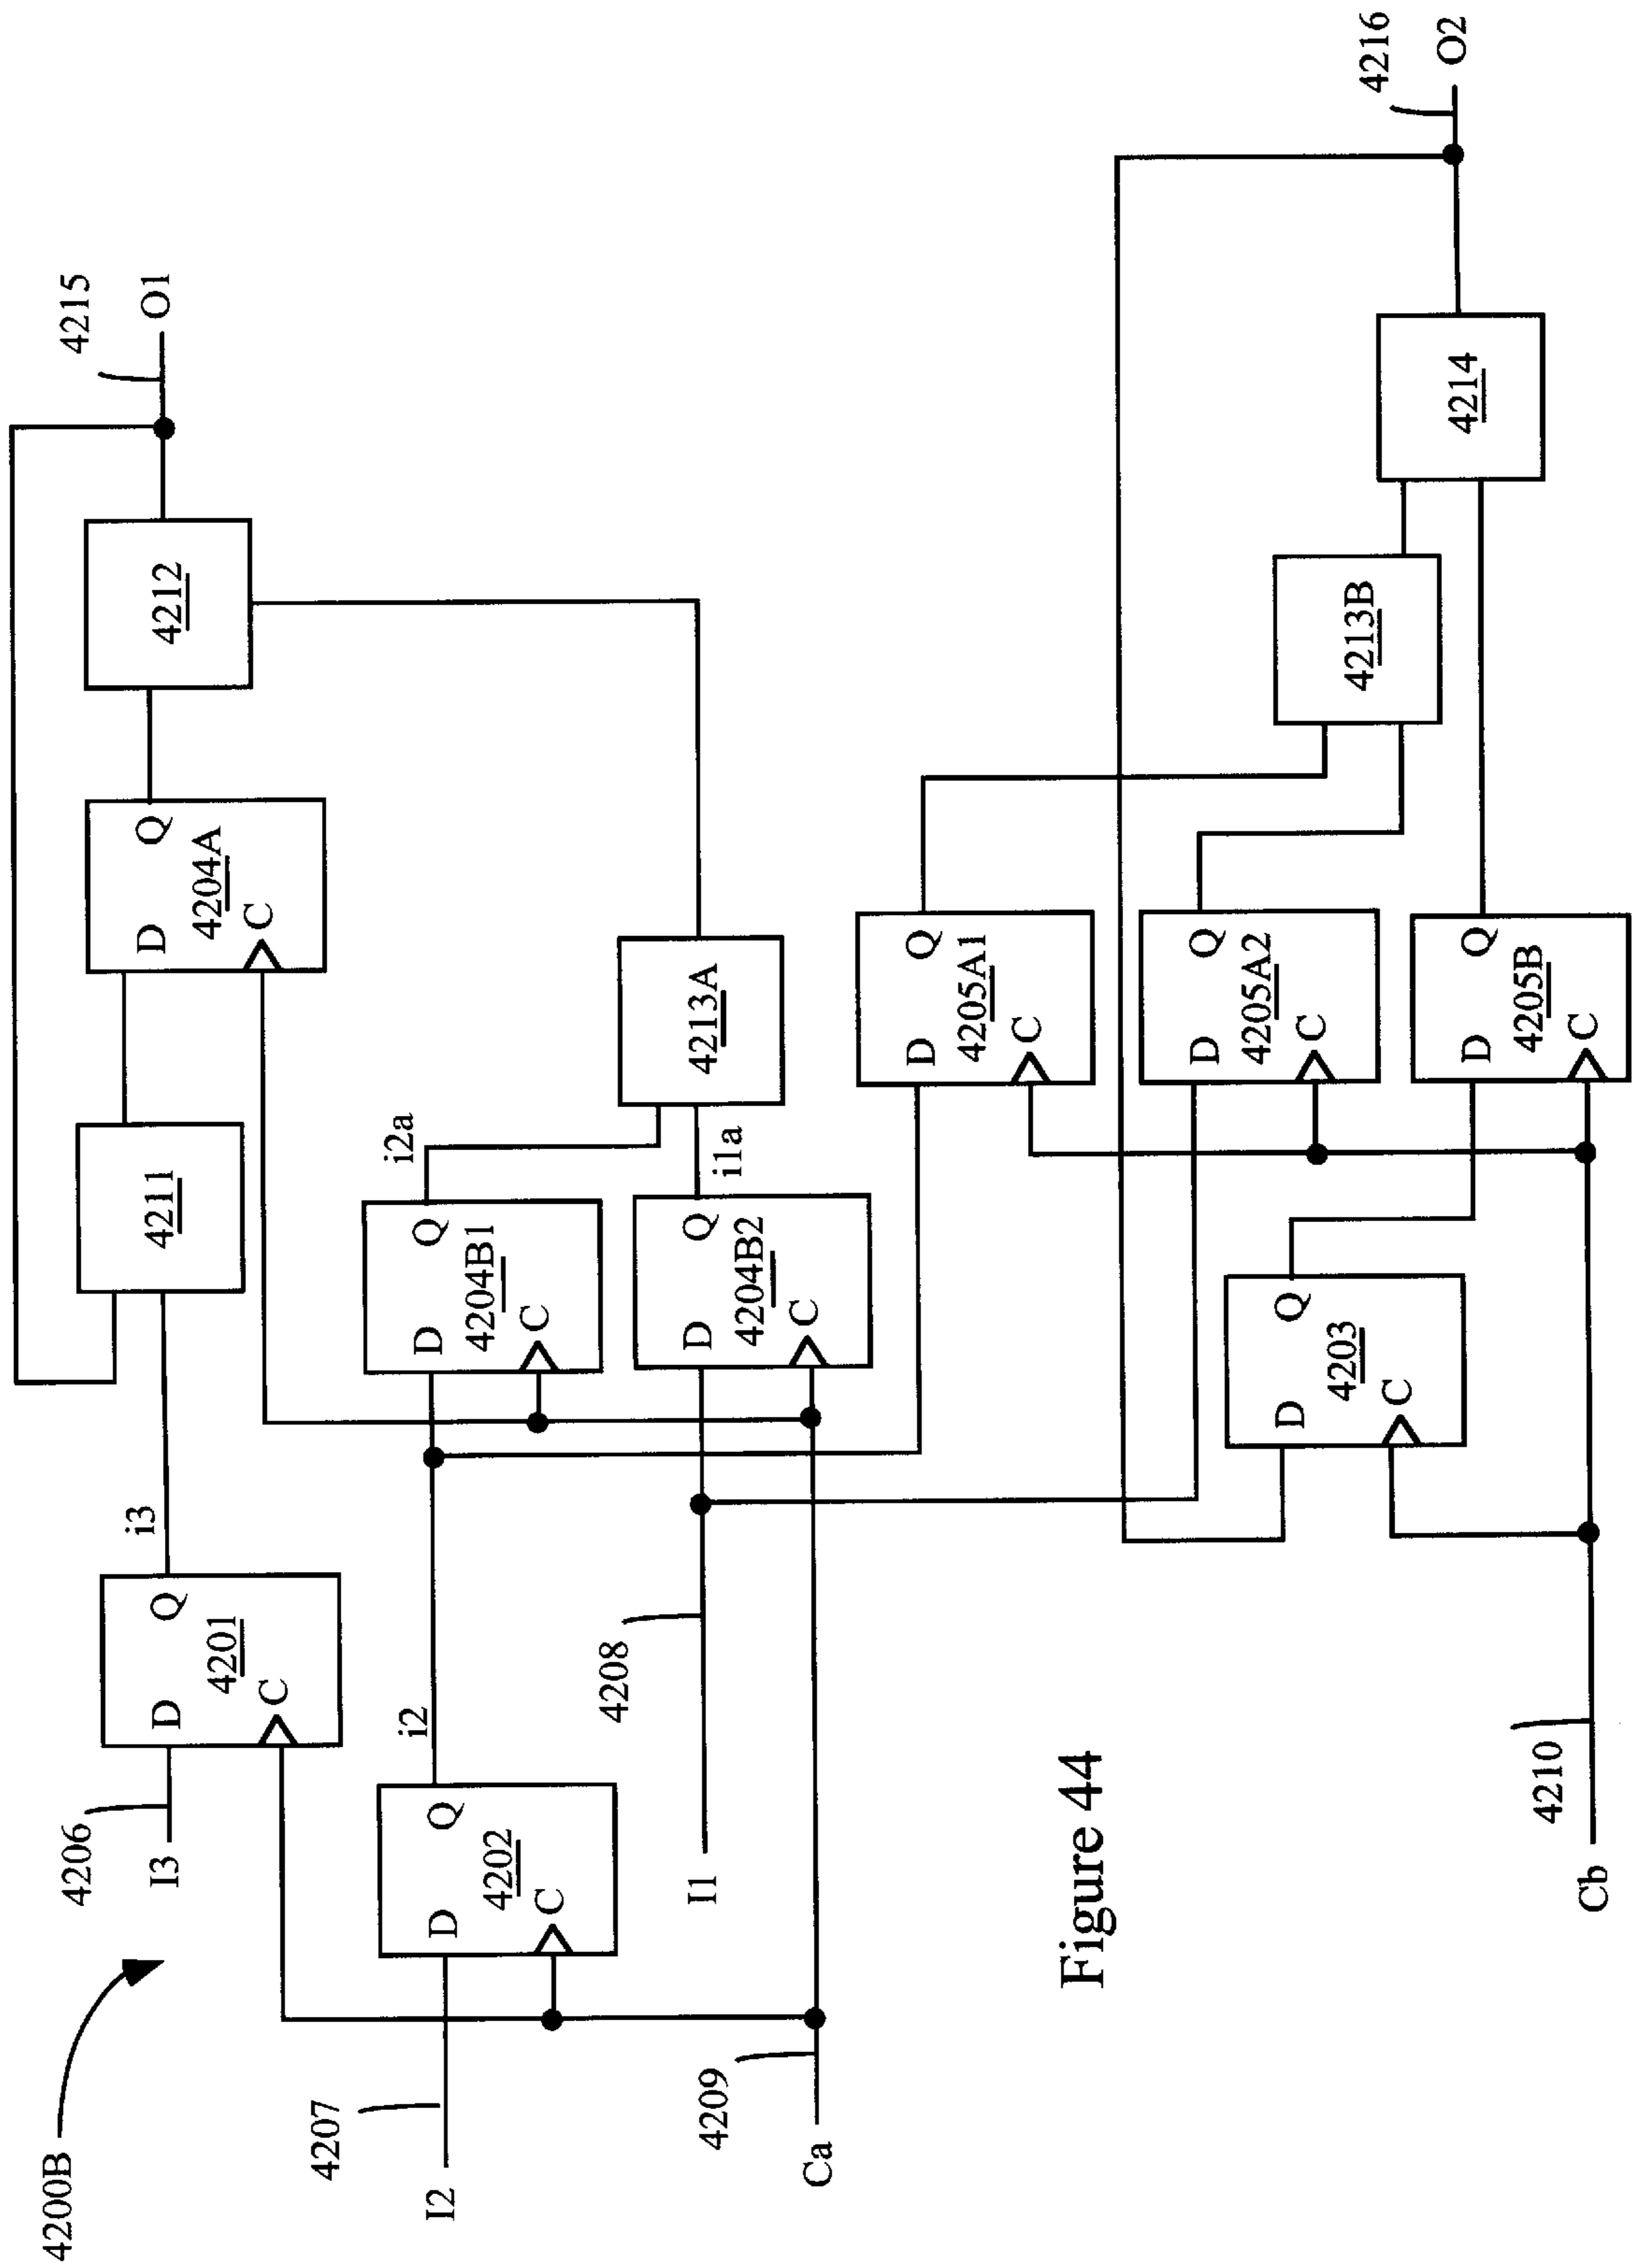 4200B
4206
I3
D
Q
4201
C
i3
4211
D
Q
4204A
C
4212
4215
O1
4207
I2
D
Q
4202
C
i2
D
Q
4204B1
C
i2a
4208
I1
D
Q
4204B2
C
i1a
4213A
4209
Ca
D
Q
4205A1
C
D
Q
4205A2
C
4213B
D
Q
4203
C
D
Q
4205B
C
4214
4216
O2
4210
Cb
Figure 44